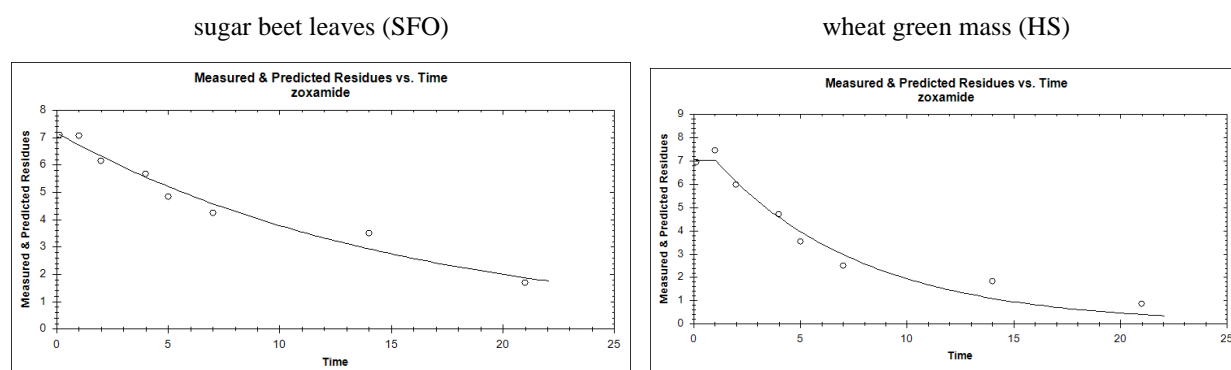 sugar beet leaves (SFO)
wheat green mass (HS)
Measured & Predicted Residues vs. Time
zoxamide
Measured & Predicted Residues
8
7
6
5
4
3
2
1
0
0 5 10 15 20 25
Time
Measured & Predicted Residues vs. Time
zoxamide
Measured & Predicted Residues
9
8
7
6
5
4
3
2
1
0
0 5 10 15 20 25
Time